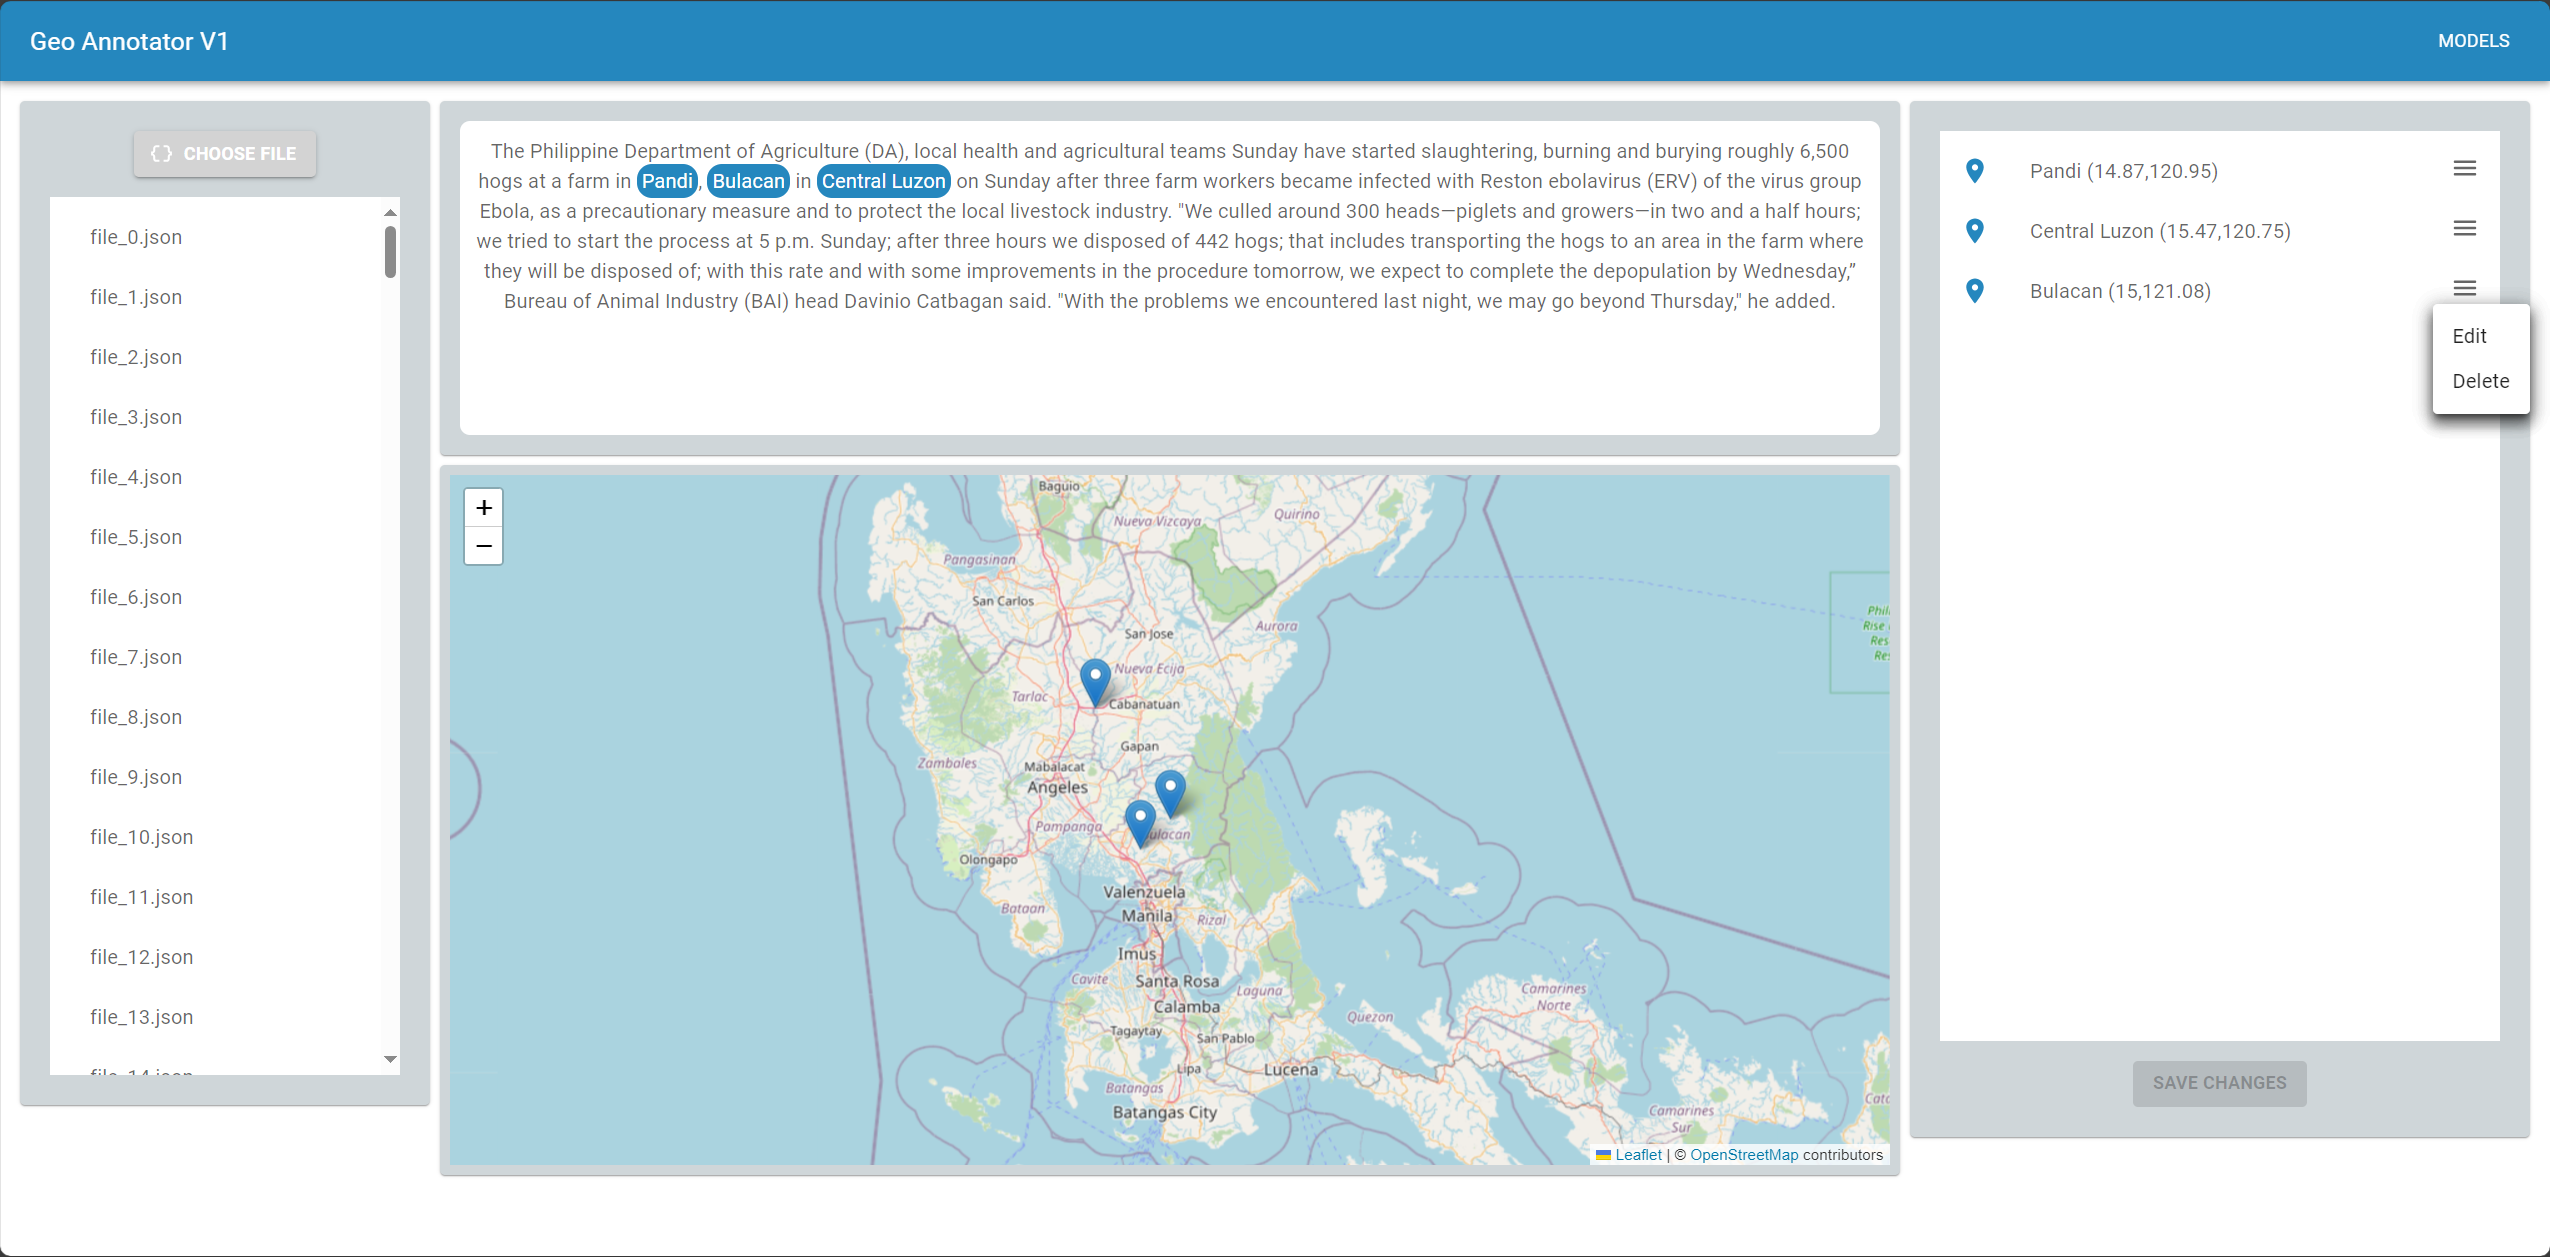 Geo Annotator V1
MODELS
CHOOSE FILE
file_0.json
file_1.json
file_2.json
file_3.json
file_4.json
file_5.json
file_6.json
file_7.json
file_8.json
file_9.json
file_10.json
file_11.json
file_12.json
file_13.json
The Philippine Department of Agriculture (DA), local health and agricultural teams Sunday have started slaughtering, burning and burying roughly 6,500
hogs at a farm in Pandi, Bulacan in Central Luzon on Sunday after three farm workers became infected with Reston ebolavirus (ERV) of the virus group
Ebola, as a precautionary measure and to protect the local livestock industry. "We culled around 300 heads—piglets and growers—in two and a half hours;
we tried to start the process at 5 p.m. Sunday; after three hours we disposed of 442 hogs; that includes transporting the hogs to an area in the farm where
they will be disposed of; with this rate and with some improvements in the procedure tomorrow, we expect to complete the depopulation by Wednesday,”
Bureau of Animal Industry (BAI) head Davinio Catbagan said. "With the problems we encountered last night, we may go beyond Thursday," he added.
+
−
Baguio
Nueva Vizcaya
Quirino
Pangasinan
San Carlos
Aurora
San Jose
Nueva Ecija
Tarlac
Cabanatuan
Gapan
Zambales
Mabalacat
Angeles
Pampanga
Olongapo
Valenzuela
Bataan
Manila
Rizal
Imus
Cavite
Santa Rosa
Laguna
Calamba
Camarines
Norte
Quezon
Tagaytay
San Pablo
Lipa
Lucena
Batangas
Batangas City
Camarines
Sur
Phil
Rise
Res
Res
Leaflet | © OpenStreetMap contributors
Pandi (14.87,120.95)
Central Luzon (15.47,120.75)
Bulacan (15,121.08)
Edit
Delete
SAVE CHANGES